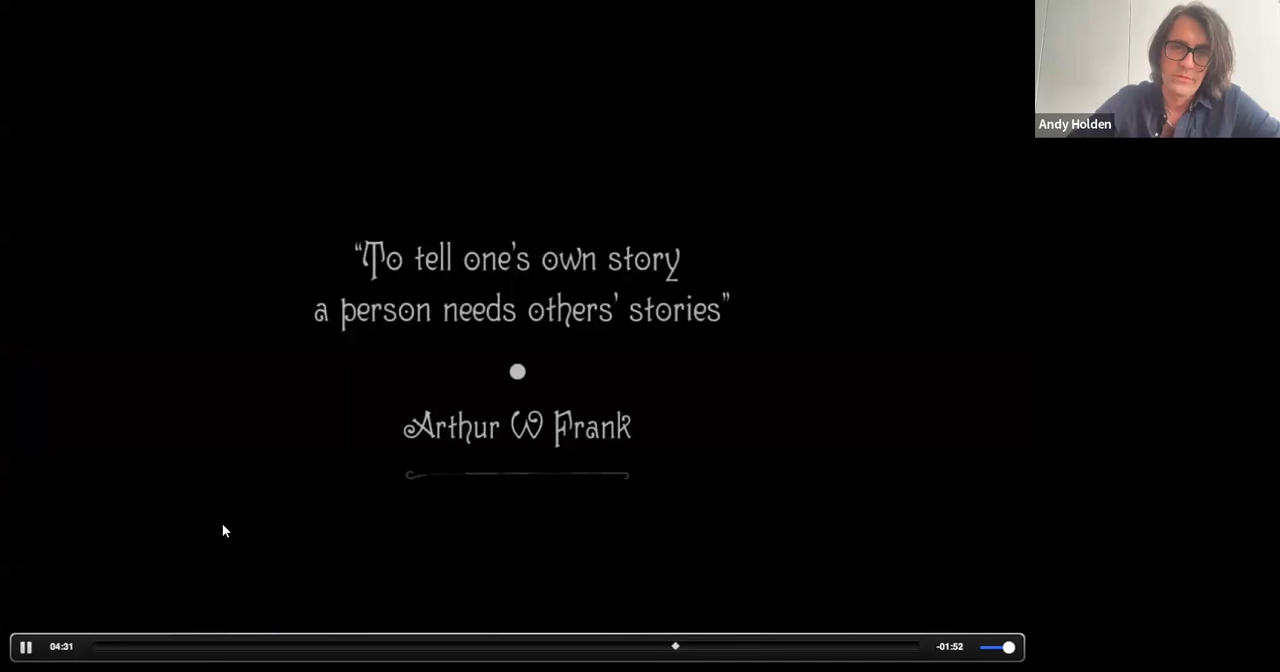 Andy Holden
“To tell one’s own story
a person needs others’ stories”
Arthur W Frank
04:31
-01:52